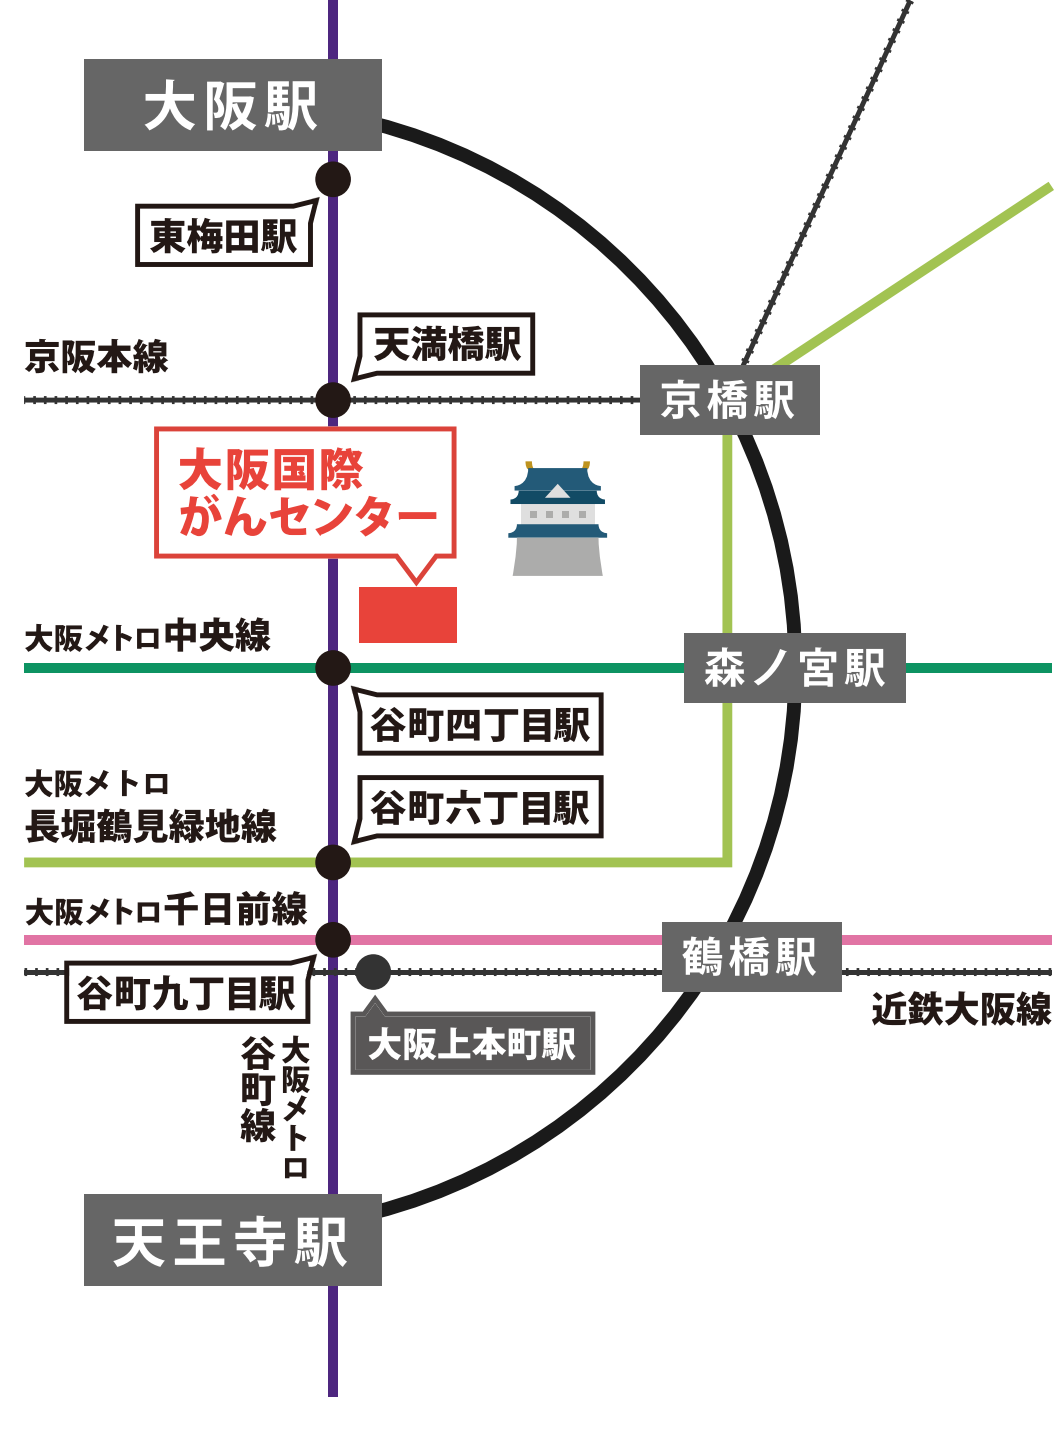 大阪駅
東梅田駅
天満橋駅
京阪本線
京橋駅
大阪国際
がんセンター
大阪メトロ中央線
森ノ宮駅
谷町四丁目駅
大阪メトロ
長堀鶴見緑地線
谷町六丁目駅
大阪メトロ千日前線
鶴橋駅
谷町九丁目駅
近鉄大阪線
大阪上本町駅
大阪メトロ
谷町線
天王寺駅